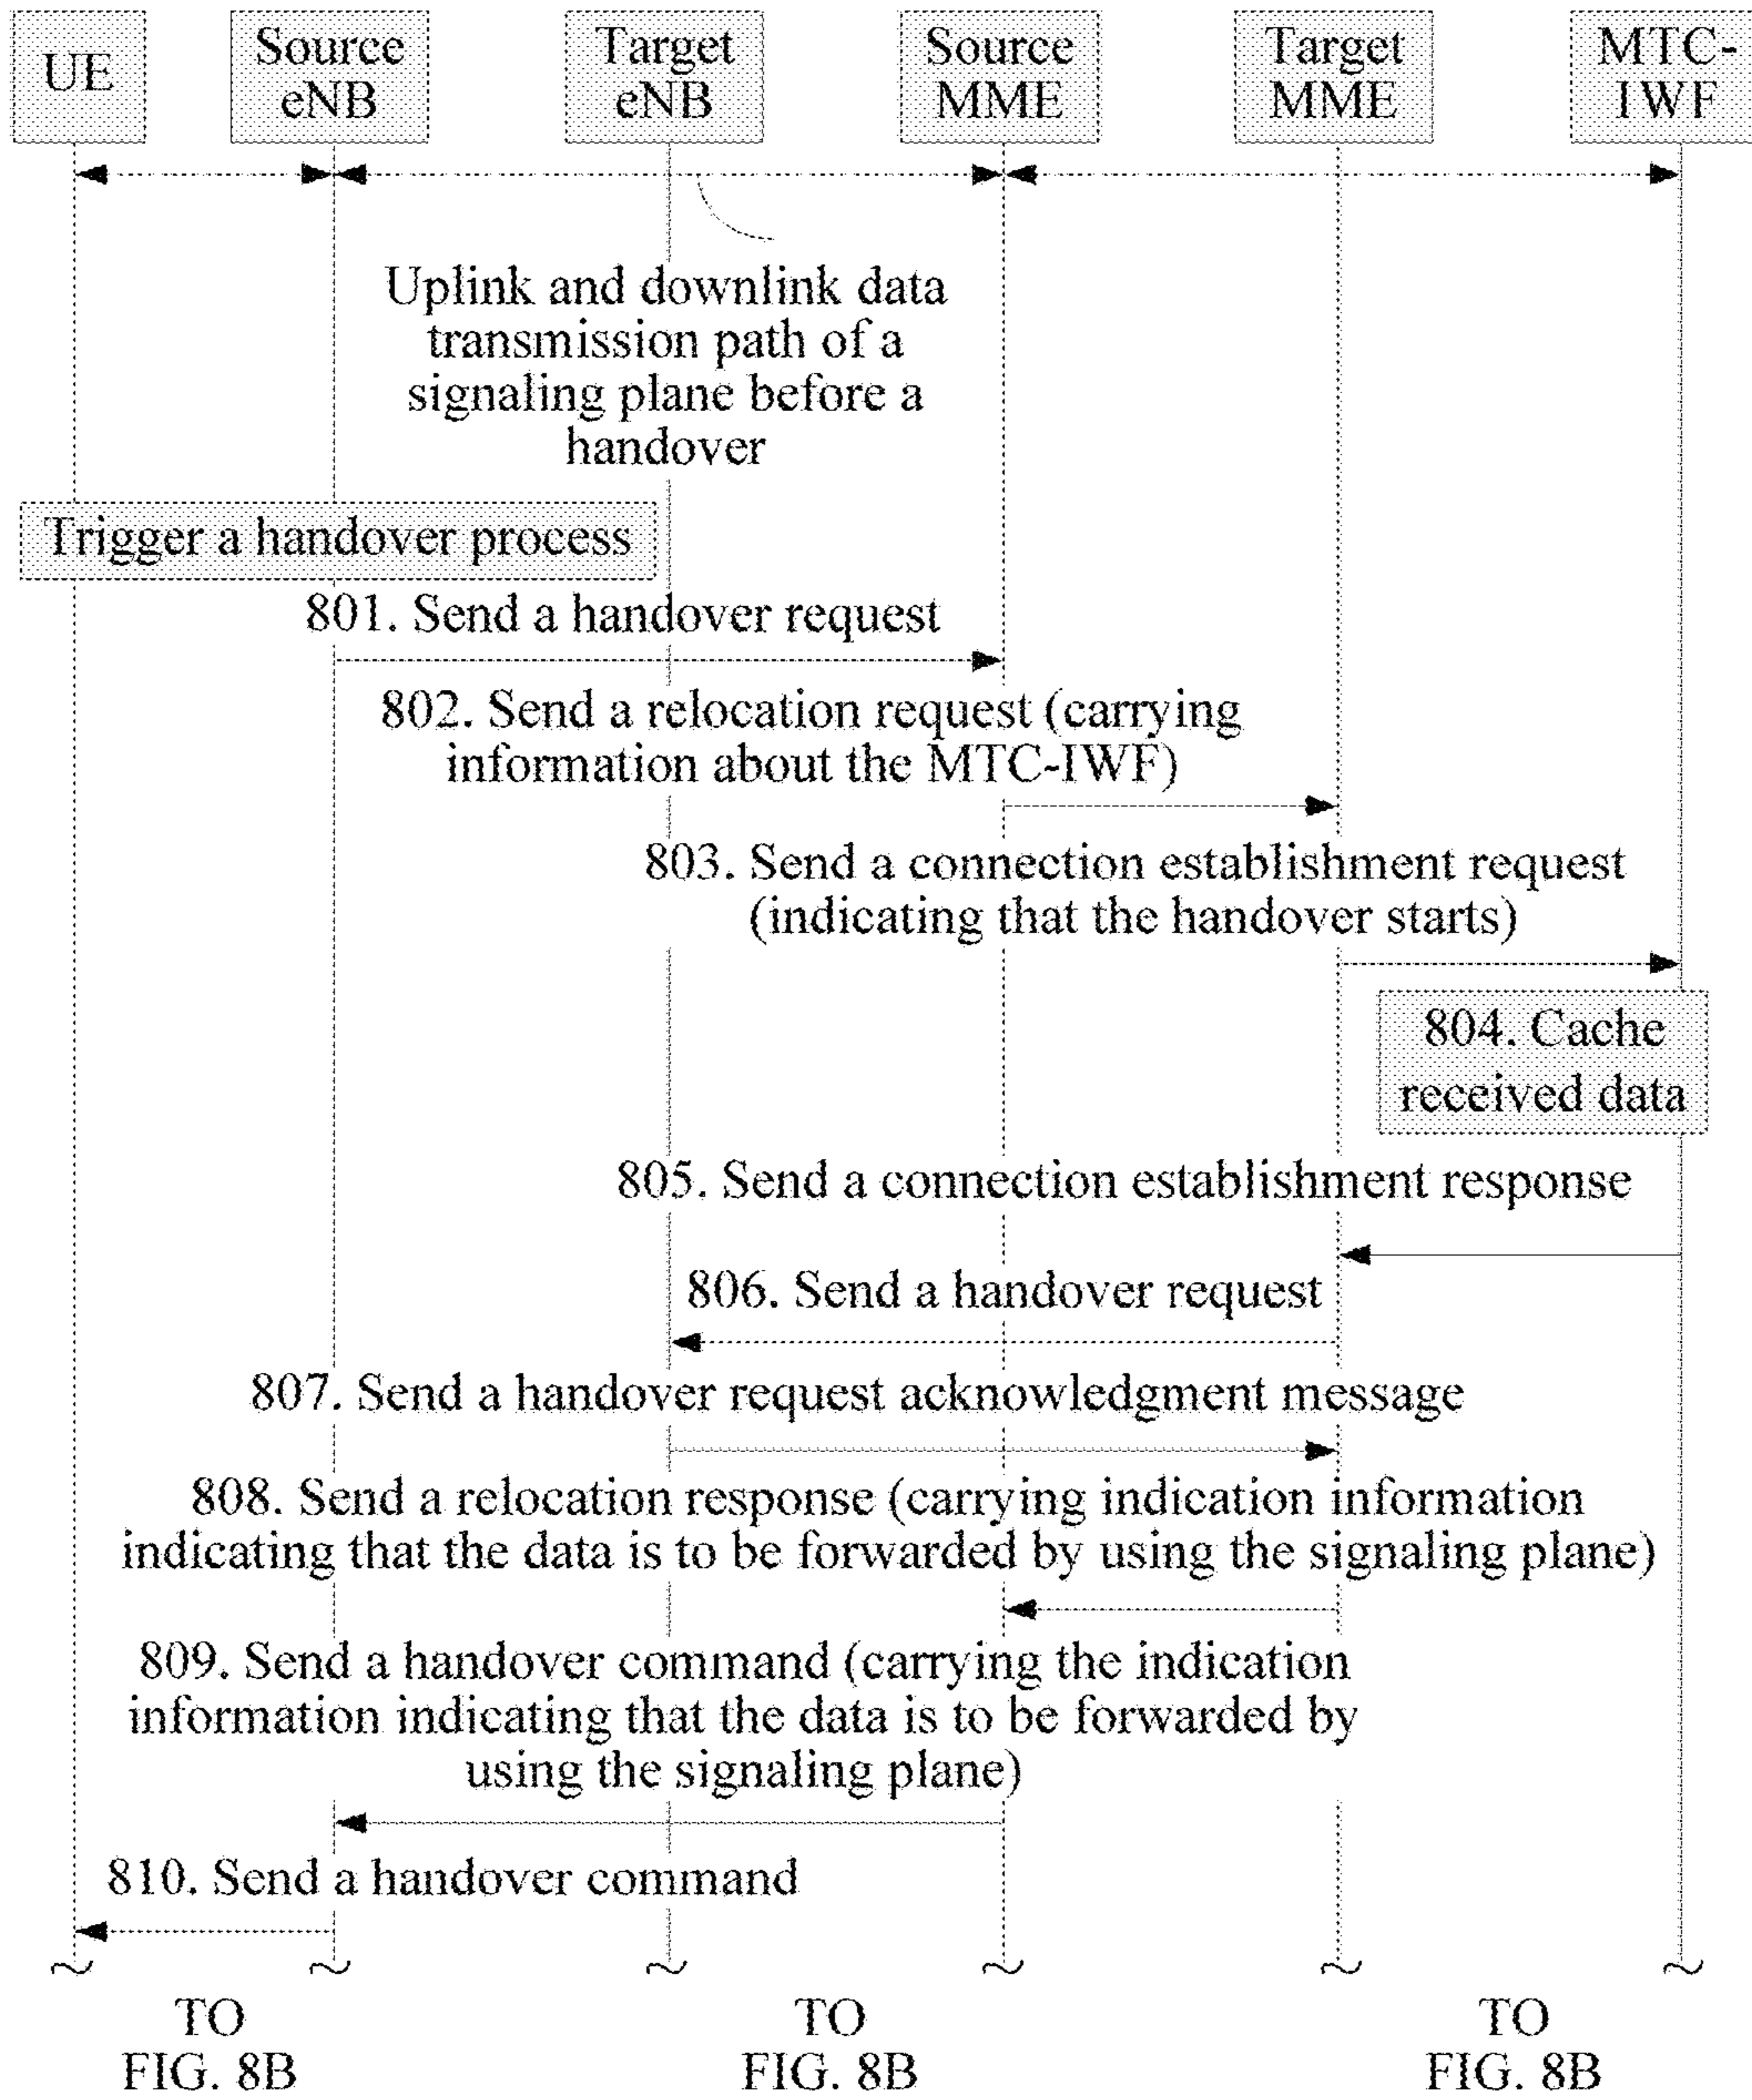 UE
Source
eNB
Target
eNB
Source
MME
Target
MME
MTC-
IWF
Uplink and downlink data
transmission path of a
signaling plane before a
handover
Trigger a handover process
801. Send a handover request
802. Send a relocation request (carrying
information about the MTC-IWF)
803. Send a connection establishment request
(indicating that the handover starts)
804. Cache
received data
805. Send a connection establishment response
806. Send a handover request
807. Send a handover request acknowledgment message
808. Send a relocation response (carrying indication information
indicating that the data is to be forwarded by using the signaling plane)
809. Send a handover command (carrying the indication
information indicating that the data is to be forwarded by
using the signaling plane)
810. Send a handover command
TO
FIG. 8B
TO
FIG. 8B
TO
FIG. 8B